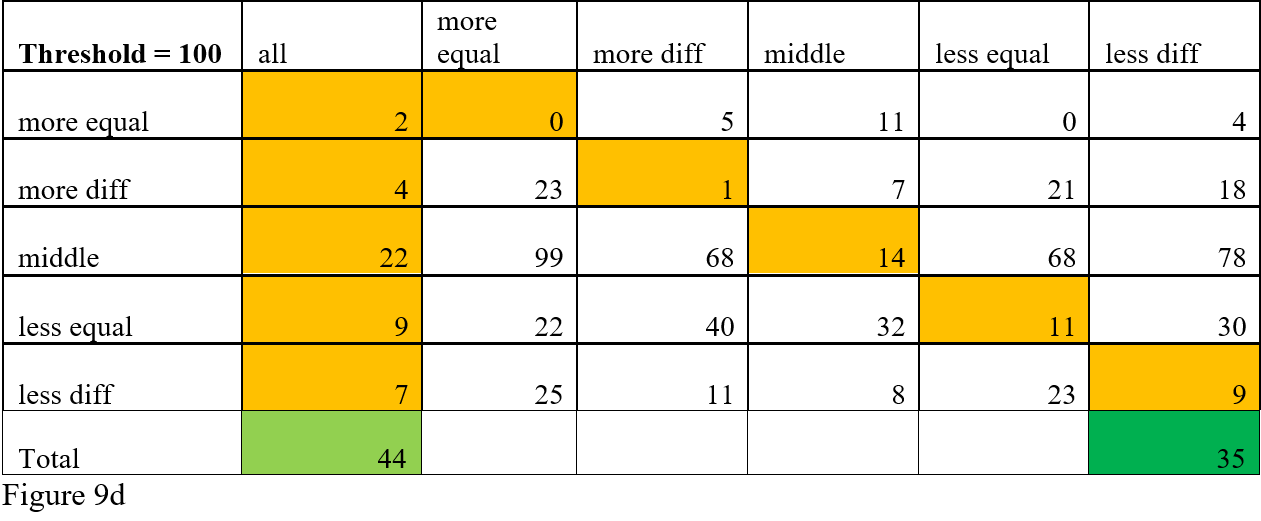 Threshold = 100 all more equal more diff middle less equal less diff
more equal 2 0 5 11 0 4
more diff 4 23 1 7 21 18
middle 22 99 68 14 68 78
less equal 9 22 40 32 11 30
less diff 7 25 11 8 23 9
Total 44 35
Figure 9d